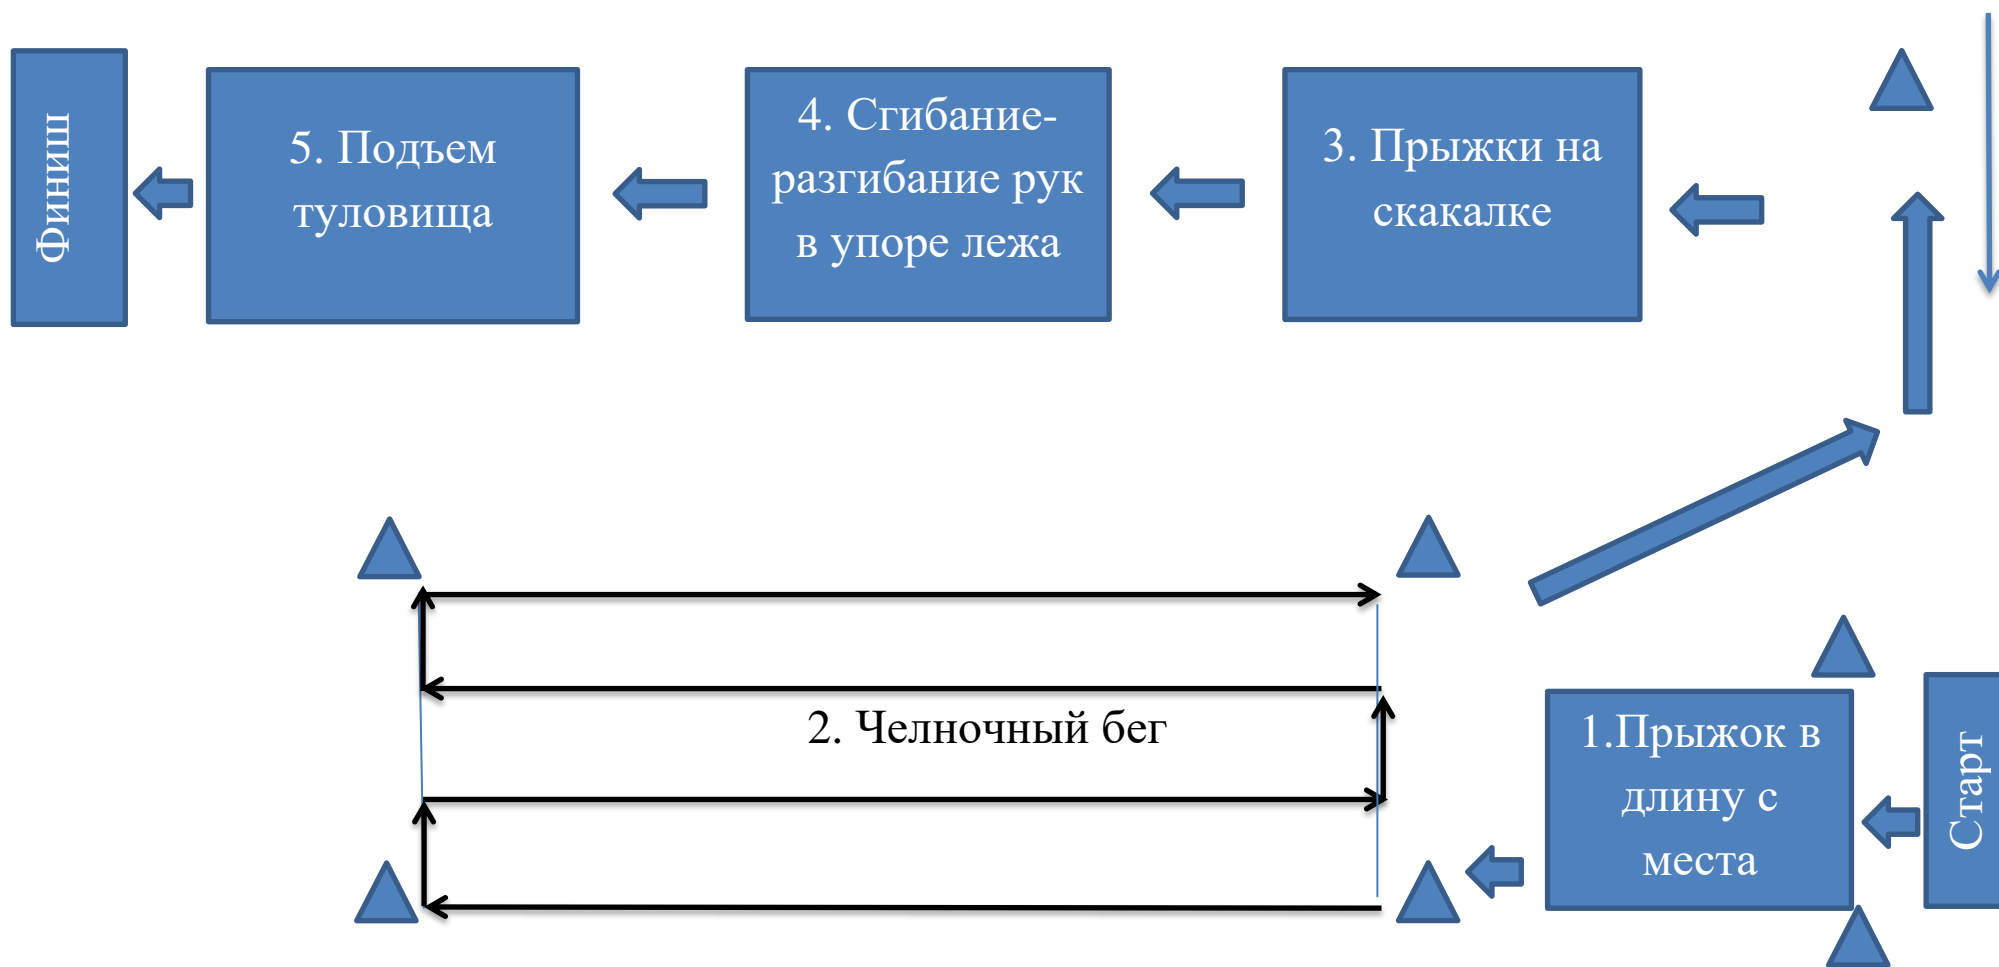 Финиш
5. Подъем
туловища
4. Сгибание-
разгибание рук
в упоре лежа
3. Прыжки на
скакалке
2. Челночный бег
1.Прыжок в
длину с
места
Старт